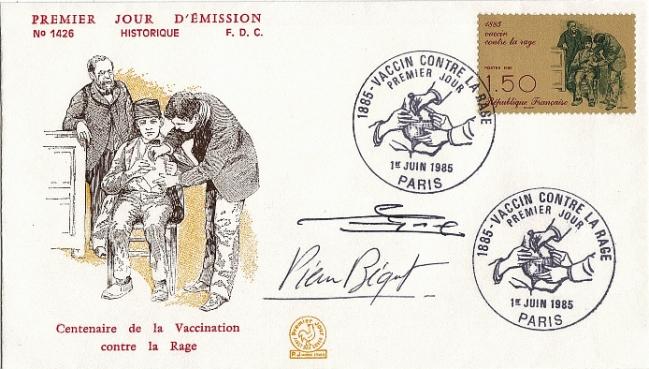 PREMIER JOUR D'ÉMISSION
No 1426 HISTORIQUE F. D. C.
1885
vaccin
contre la rage
1.50
République Française
1885 - VACCIN CONTRE LA RAGE
PREMIER JOUR
1ER JUIN 1985
PARIS
1885 - VACCIN CONTRE LA RAGE
PREMIER JOUR
1ER JUIN 1985
PARIS
Centenaire de la Vaccination
contre la Rage
Premier Jour